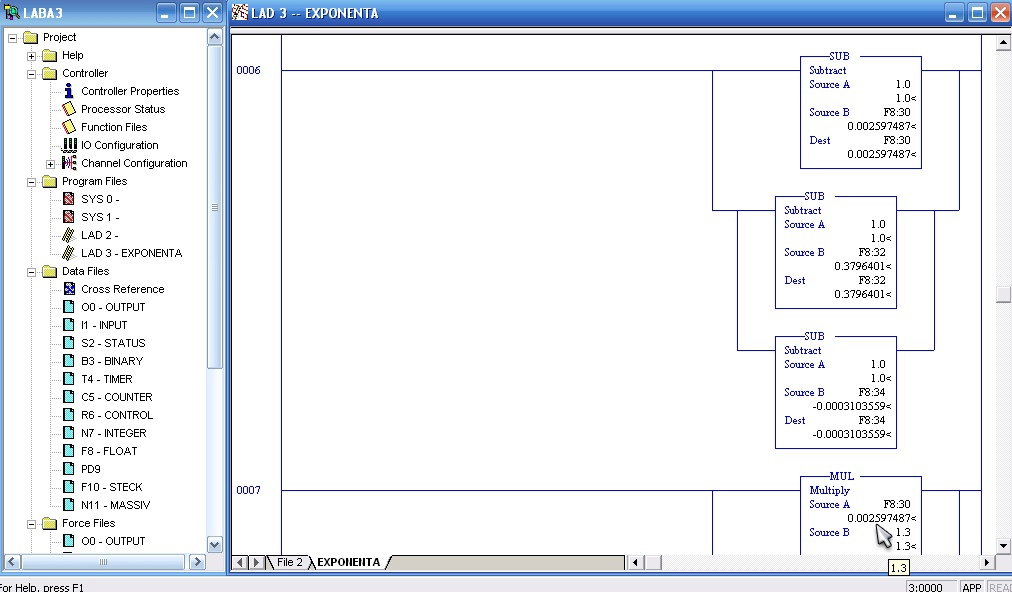 LABA3
Project
Help
Controller
Controller Properties
Processor Status
Function Files
IO Configuration
Channel Configuration
Program Files
SYS 0 -
SYS 1 -
LAD 2 -
LAD 3 - EXPONENTA
Data Files
Cross Reference
O0 - OUTPUT
I1 - INPUT
S2 - STATUS
B3 - BINARY
T4 - TIMER
C5 - COUNTER
R6 - CONTROL
N7 - INTEGER
F8 - FLOAT
PD9
F10 - STECK
N11 - MASSIV
Force Files
O0 - OUTPUT
LAD 3 -- EXPONENTA
0006
SUB
Subtract
Source A 1.0
1.0<
Source B F8:30
0.002597487<
Dest F8:30
0.002597487<
SUB
Subtract
Source A 1.0
1.0<
Source B F8:32
0.3796401<
Dest F8:32
0.3796401<
SUB
Subtract
Source A 1.0
1.0<
Source B F8:34
-0.0003103559<
Dest F8:34
-0.0003103559<
0007
MUL
Multiply
Source A F8:30
0.002597487<
Source B 1.3
1.3<
1.3
File 2 EXPONENTA
For Help, press F1
3:0000 APP READ